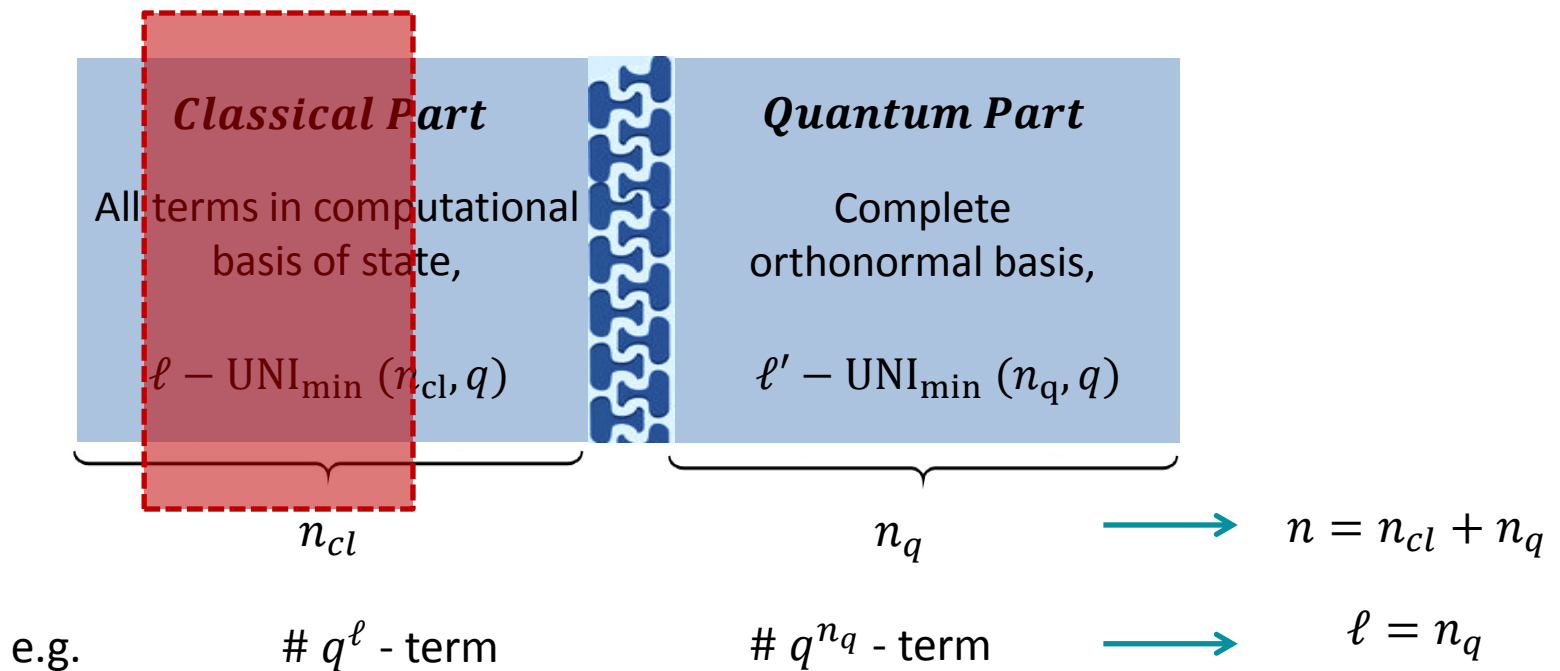 Classical Part
All terms in computational
basis of state,
ℓ − UNI_min (n_cl, q)
Quantum Part
Complete
orthonormal basis,
ℓ′ − UNI_min (n_q, q)
n_cl
n_q
n = n_cl + n_q
e.g.
# q^ℓ - term
# q^{n_q} - term
ℓ = n_q